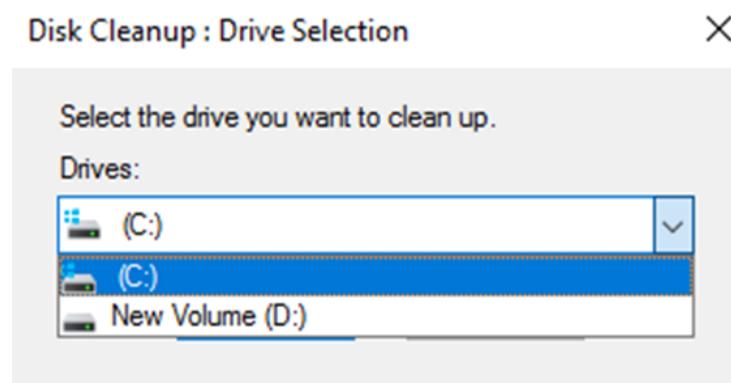 Disk Cleanup : Drive Selection
Select the drive you want to clean up.
Drives:
(C:)
(C:)
New Volume (D:)